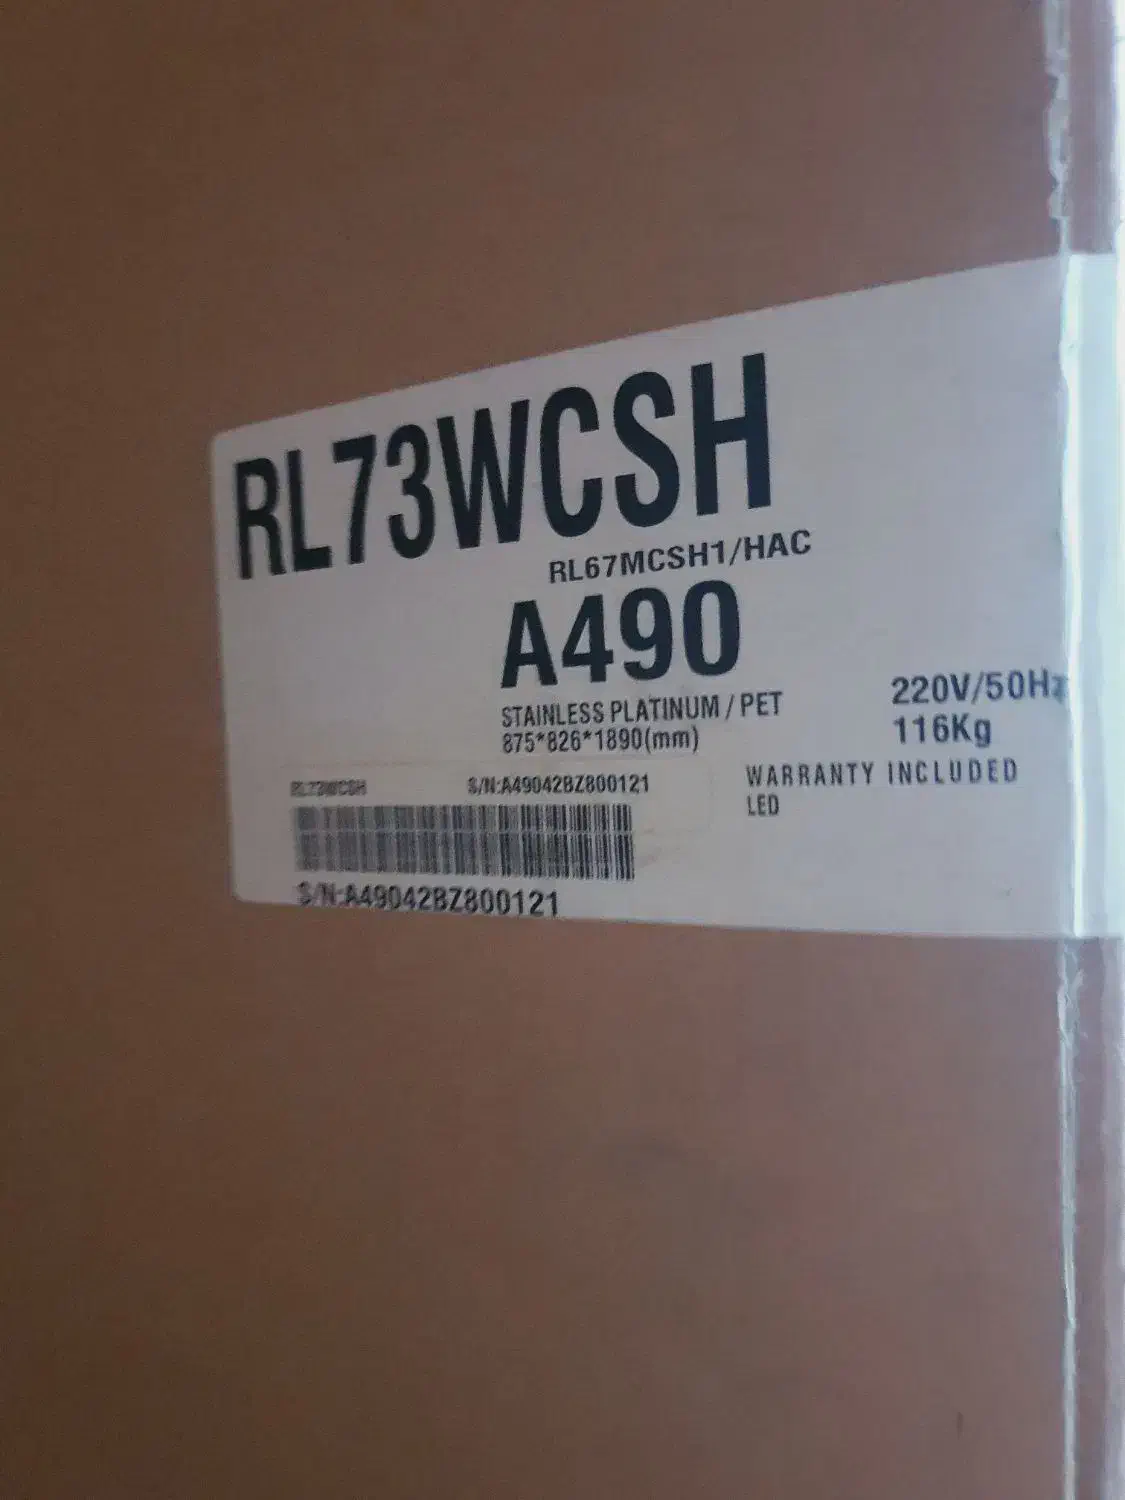 RL73WCSH
RL67MCSH1/HAC
A490
STAINLESS PLATINUM / PET
875*826*1890(mm)
220V/50Hz
116Kg
WARRANTY INCLUDED
LED
RL73WCSH
S/N:A49042BZ800121
S/N:A49042BZ800121